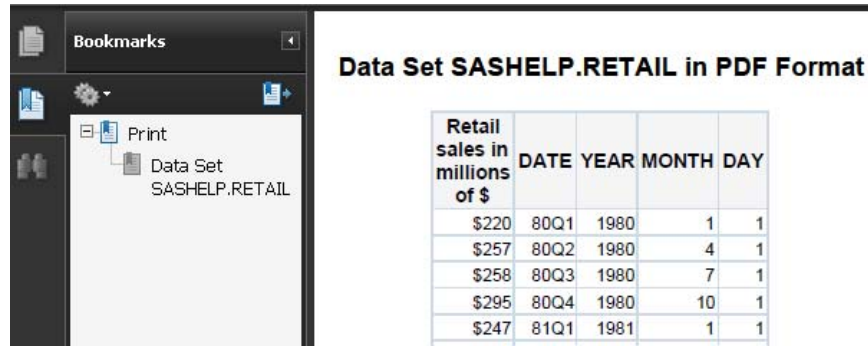 Bookmarks
Print
Data Set
SASHELP.RETAIL
Data Set SASHELP.RETAIL in PDF Format
Retail
sales in
millions
of $ DATE YEAR MONTH DAY
$220 80Q1 1980 1 1
$257 80Q2 1980 4 1
$258 80Q3 1980 7 1
$295 80Q4 1980 10 1
$247 81Q1 1981 1 1